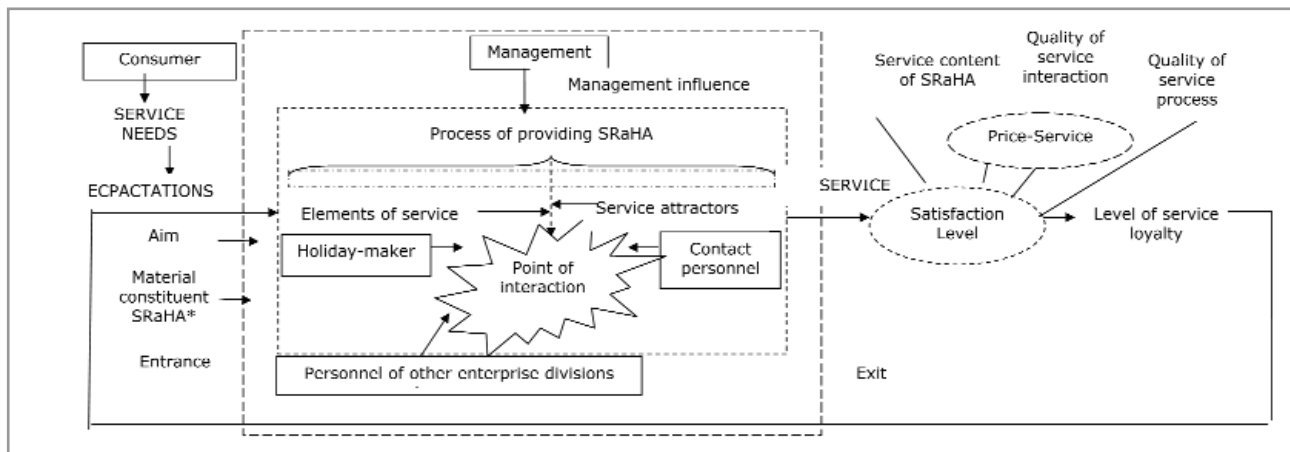 Consumer
SERVICE
NEEDS
ECPACTATIONS
Aim
Material
constituent
SRaHA*
Entrance
Management
Management influence
Process of providing SRaHA
Elements of service
Service attractors
Holiday-maker
Point of
interaction
Contact
personnel
Personnel of other enterprise divisions
SERVICE
Exit
Service content
of SRaHA
Quality of
service
interaction
Quality of
service
process
Price-Service
Satisfaction
Level
Level of service
loyalty